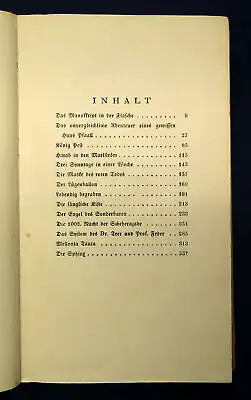 INHALT
Das Manuskript in der Flasche . . . . . . . . . 9
Das unvergleichliche Abenteuer eines gewissen
Hans Pfaall . . . . . . . . . . . . . . . . 27
König Pest . . . . . . . . . . . . . . . . 95
Hinab in den Maelström . . . . . . . . . . . 115
Drei Sonntage in einer Woche . . . . . . . . 143
Die Maske des roten Todes . . . . . . . . . . 157
Der Lügenballon . . . . . . . . . . . . . . 169
Lebendig begraben . . . . . . . . . . . . . 191
Die längliche Kiste . . . . . . . . . . . . . 213
Der Engel des Sonderbaren . . . . . . . . . . 233
Die 1002. Nacht der Scheherazade . . . . . . 251
Das System des Dr. Teer und Prof. Feder . . . 285
Mellonta Tauta . . . . . . . . . . . . . . . 313
Die Sphinx . . . . . . . . . . . . . . . . 337